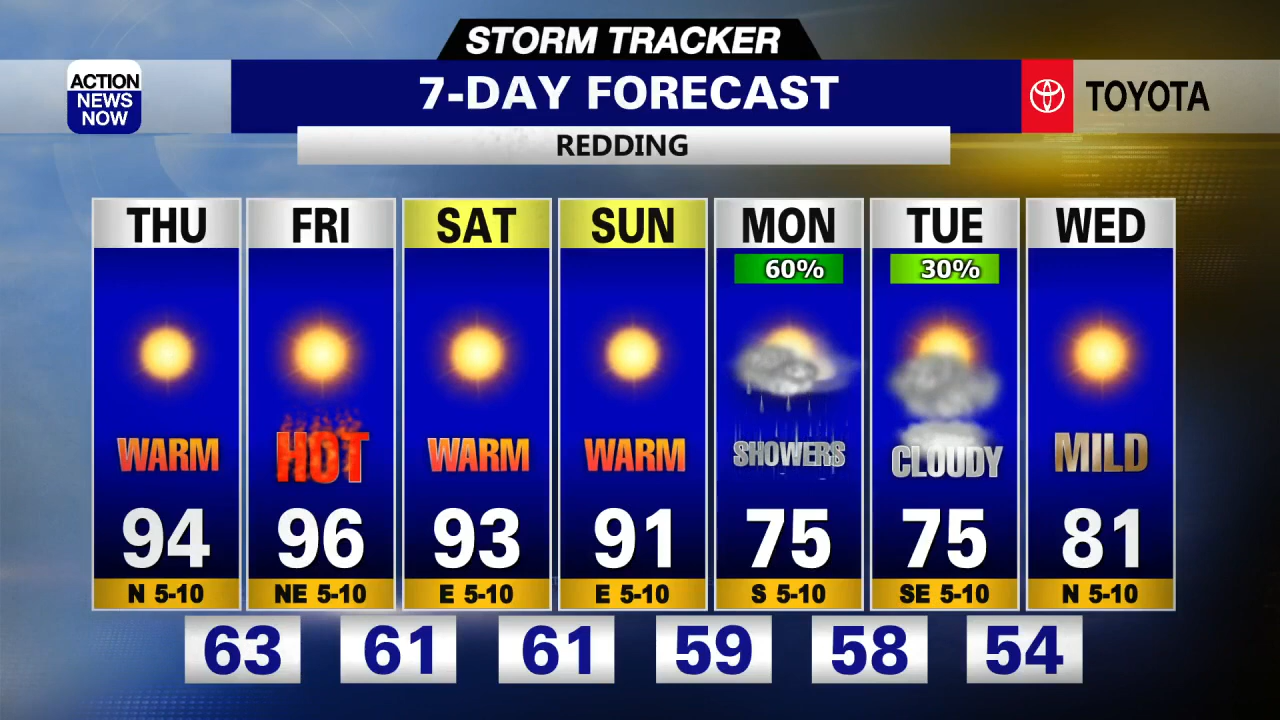 STORM TRACKER
ACTION
NEWS
NOW
7-DAY FORECAST
TOYOTA
REDDING
THU FRI SAT SUN MON TUE WED
60% 30%
WARM HOT WARM WARM SHOWERS CLOUDY MILD
94 96 93 91 75 75 81
N 5-10 NE 5-10 E 5-10 E 5-10 S 5-10 SE 5-10 N 5-10
63 61 61 59 58 54